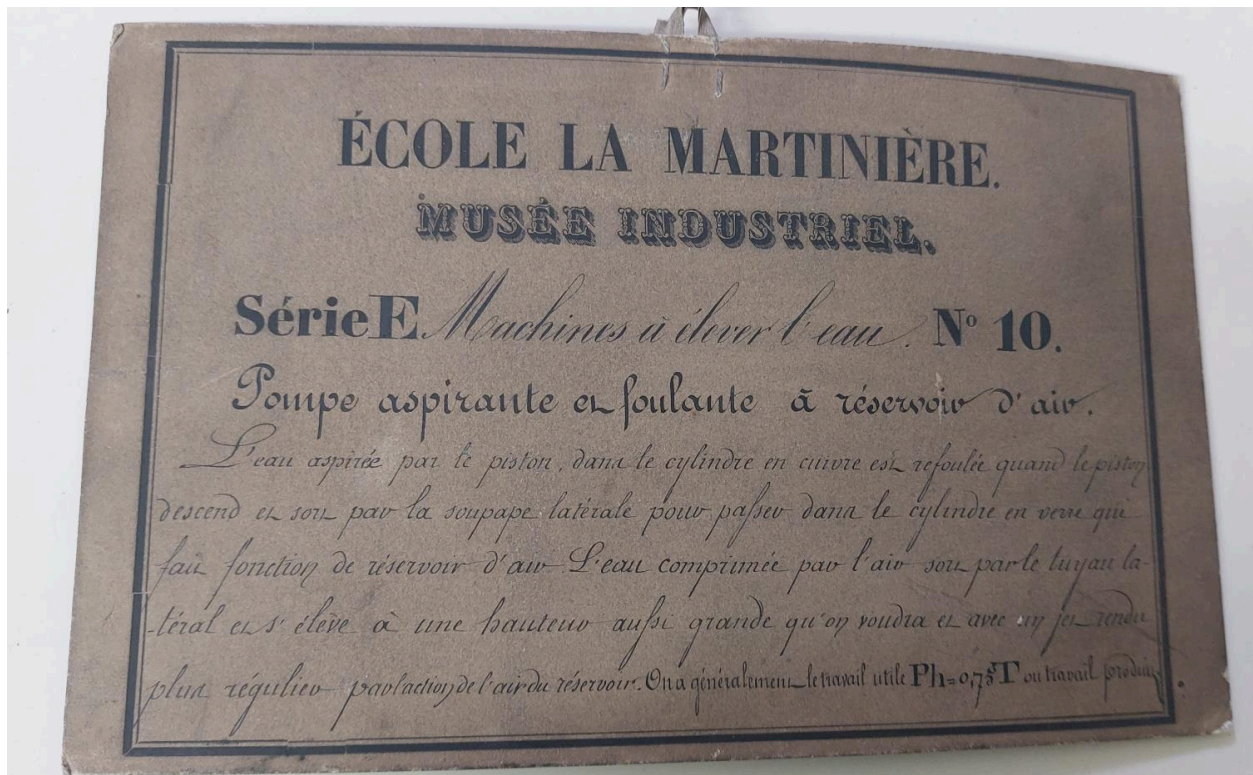 ÉCOLE LA MARTINIÈRE.
MUSÉE INDUSTRIEL.
Série E Machines à élever l'eau. Nº 10.
Pompe aspirante et foulante à réservoir d'air.
L'eau aspirée par le piston, dans le cylindre en cuivre est refoulée quand le piston
descend et sort par la soupape latérale pour passer dans le cylindre en verre qui
fait fonction de réservoir d'air. L'eau comprimée par l'air sort par le tuyau la-
-téral et s'élève à une hauteur aussi grande qu'on voudra et avec un jet rendu
plus régulier par l'action de l'air du réservoir. On a généralement le travail utile Ph=0,75T ou travail produit.